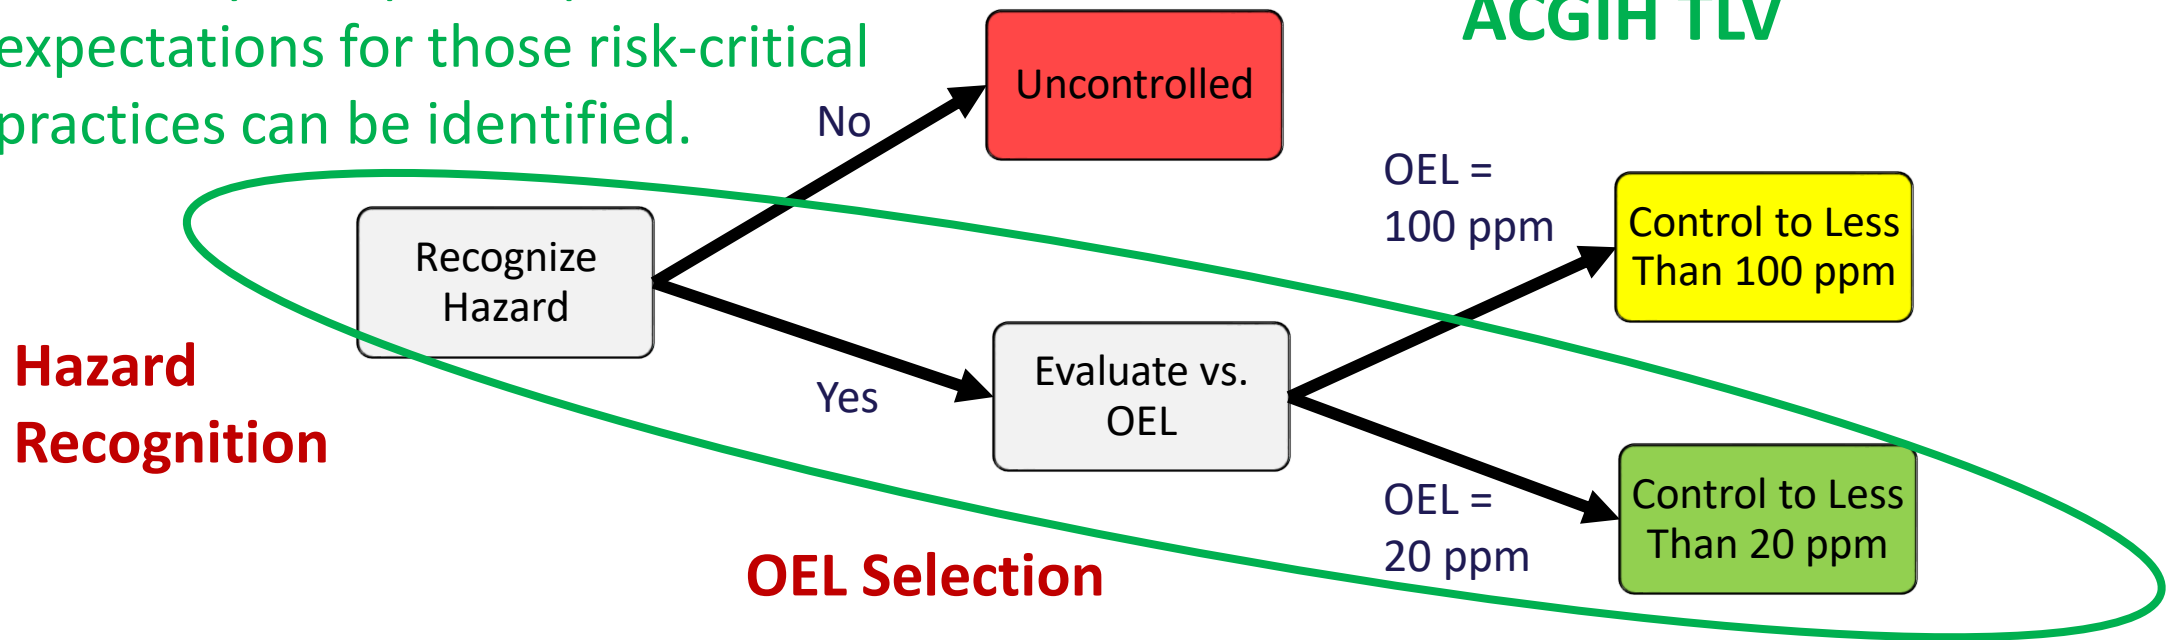 ACGIH TLV
expectations for those risk-critical
practices can be identified.
Uncontrolled
No
OEL =
100 ppm
Control to Less
Than 100 ppm
Recognize
Hazard
Hazard
Recognition
Yes
Evaluate vs.
OEL
OEL =
20 ppm
Control to Less
Than 20 ppm
OEL Selection